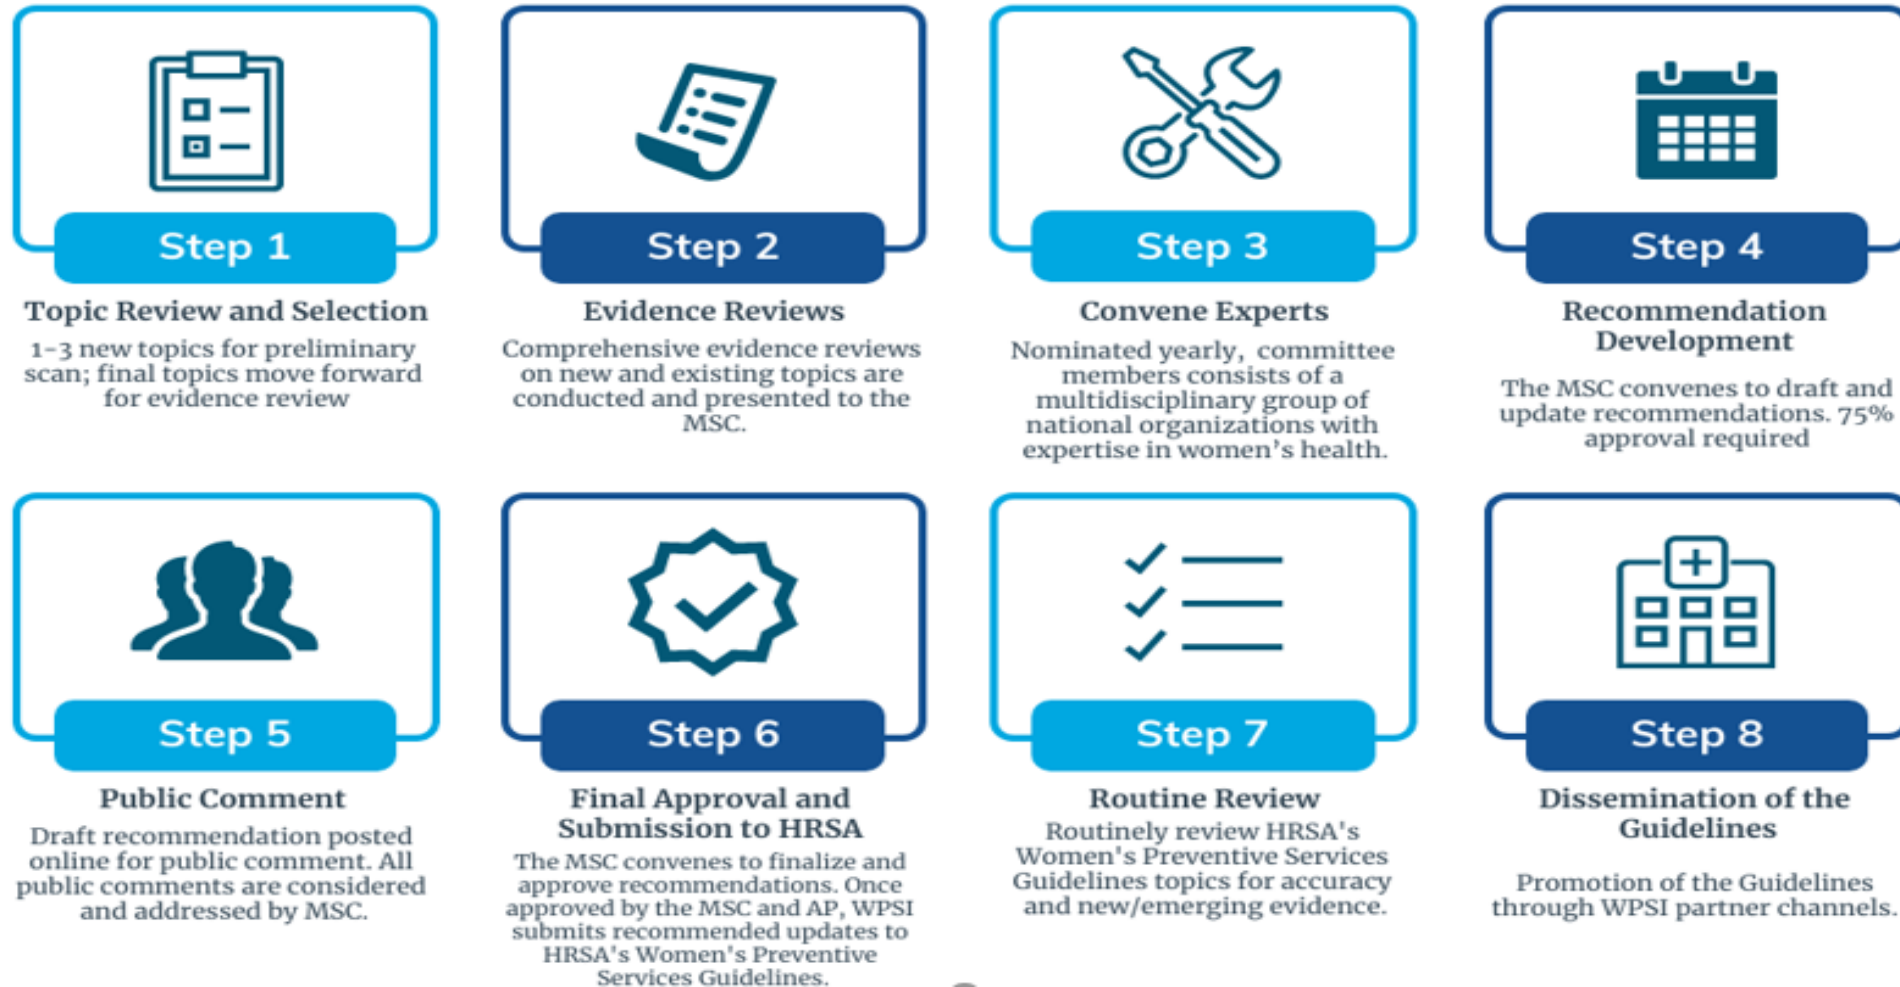 Step 1
Topic Review and Selection
1-3 new topics for preliminary
scan; final topics move forward
for evidence review
Step 2
Evidence Reviews
Comprehensive evidence reviews
on new and existing topics are
conducted and presented to the
MSC.
Step 3
Convene Experts
Nominated yearly, committee
members consists of a
multidisciplinary group of
national organizations with
expertise in women's health.
Step 4
Recommendation
Development
The MSC convenes to draft and
update recommendations. 75%
approval required
Step 5
Public Comment
Draft recommendation posted
online for public comment. All
public comments are considered
and addressed by MSC.
Step 6
Final Approval and
Submission to HRSA
The MSC convenes to finalize and
approve recommendations. Once
approved by the MSC and AP, WPSI
submits recommended updates to
HRSA's Women's Preventive
Services Guidelines.
Step 7
Routine Review
Routinely review HRSA's
Women's Preventive Services
Guidelines topics for accuracy
and new/emerging evidence.
Step 8
Dissemination of the
Guidelines
Promotion of the Guidelines
through WPSI partner channels.